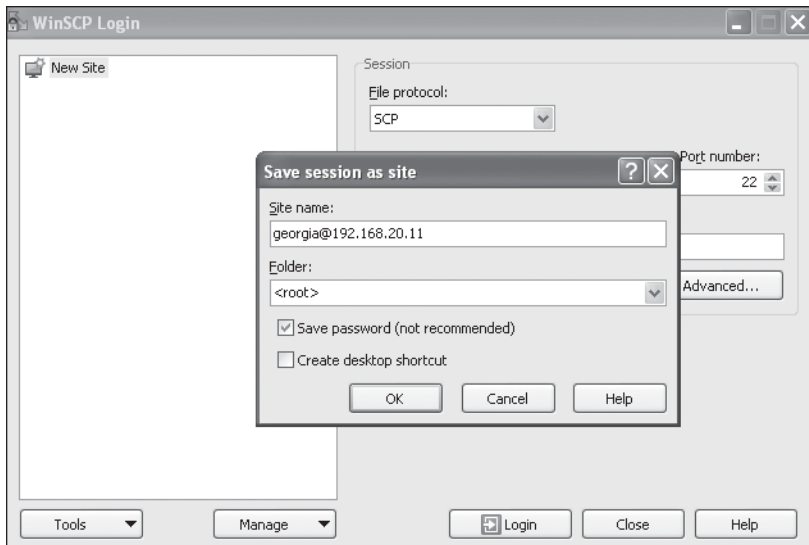 WinSCP Login
New Site
Session
File protocol:
SCP
Port number:
22
Advanced...
Save session as site
Site name:
georgia@192.168.20.11
Folder:
<root>
Save password (not recommended)
Create desktop shortcut
OK
Cancel
Help
Tools
Manage
Login
Close
Help